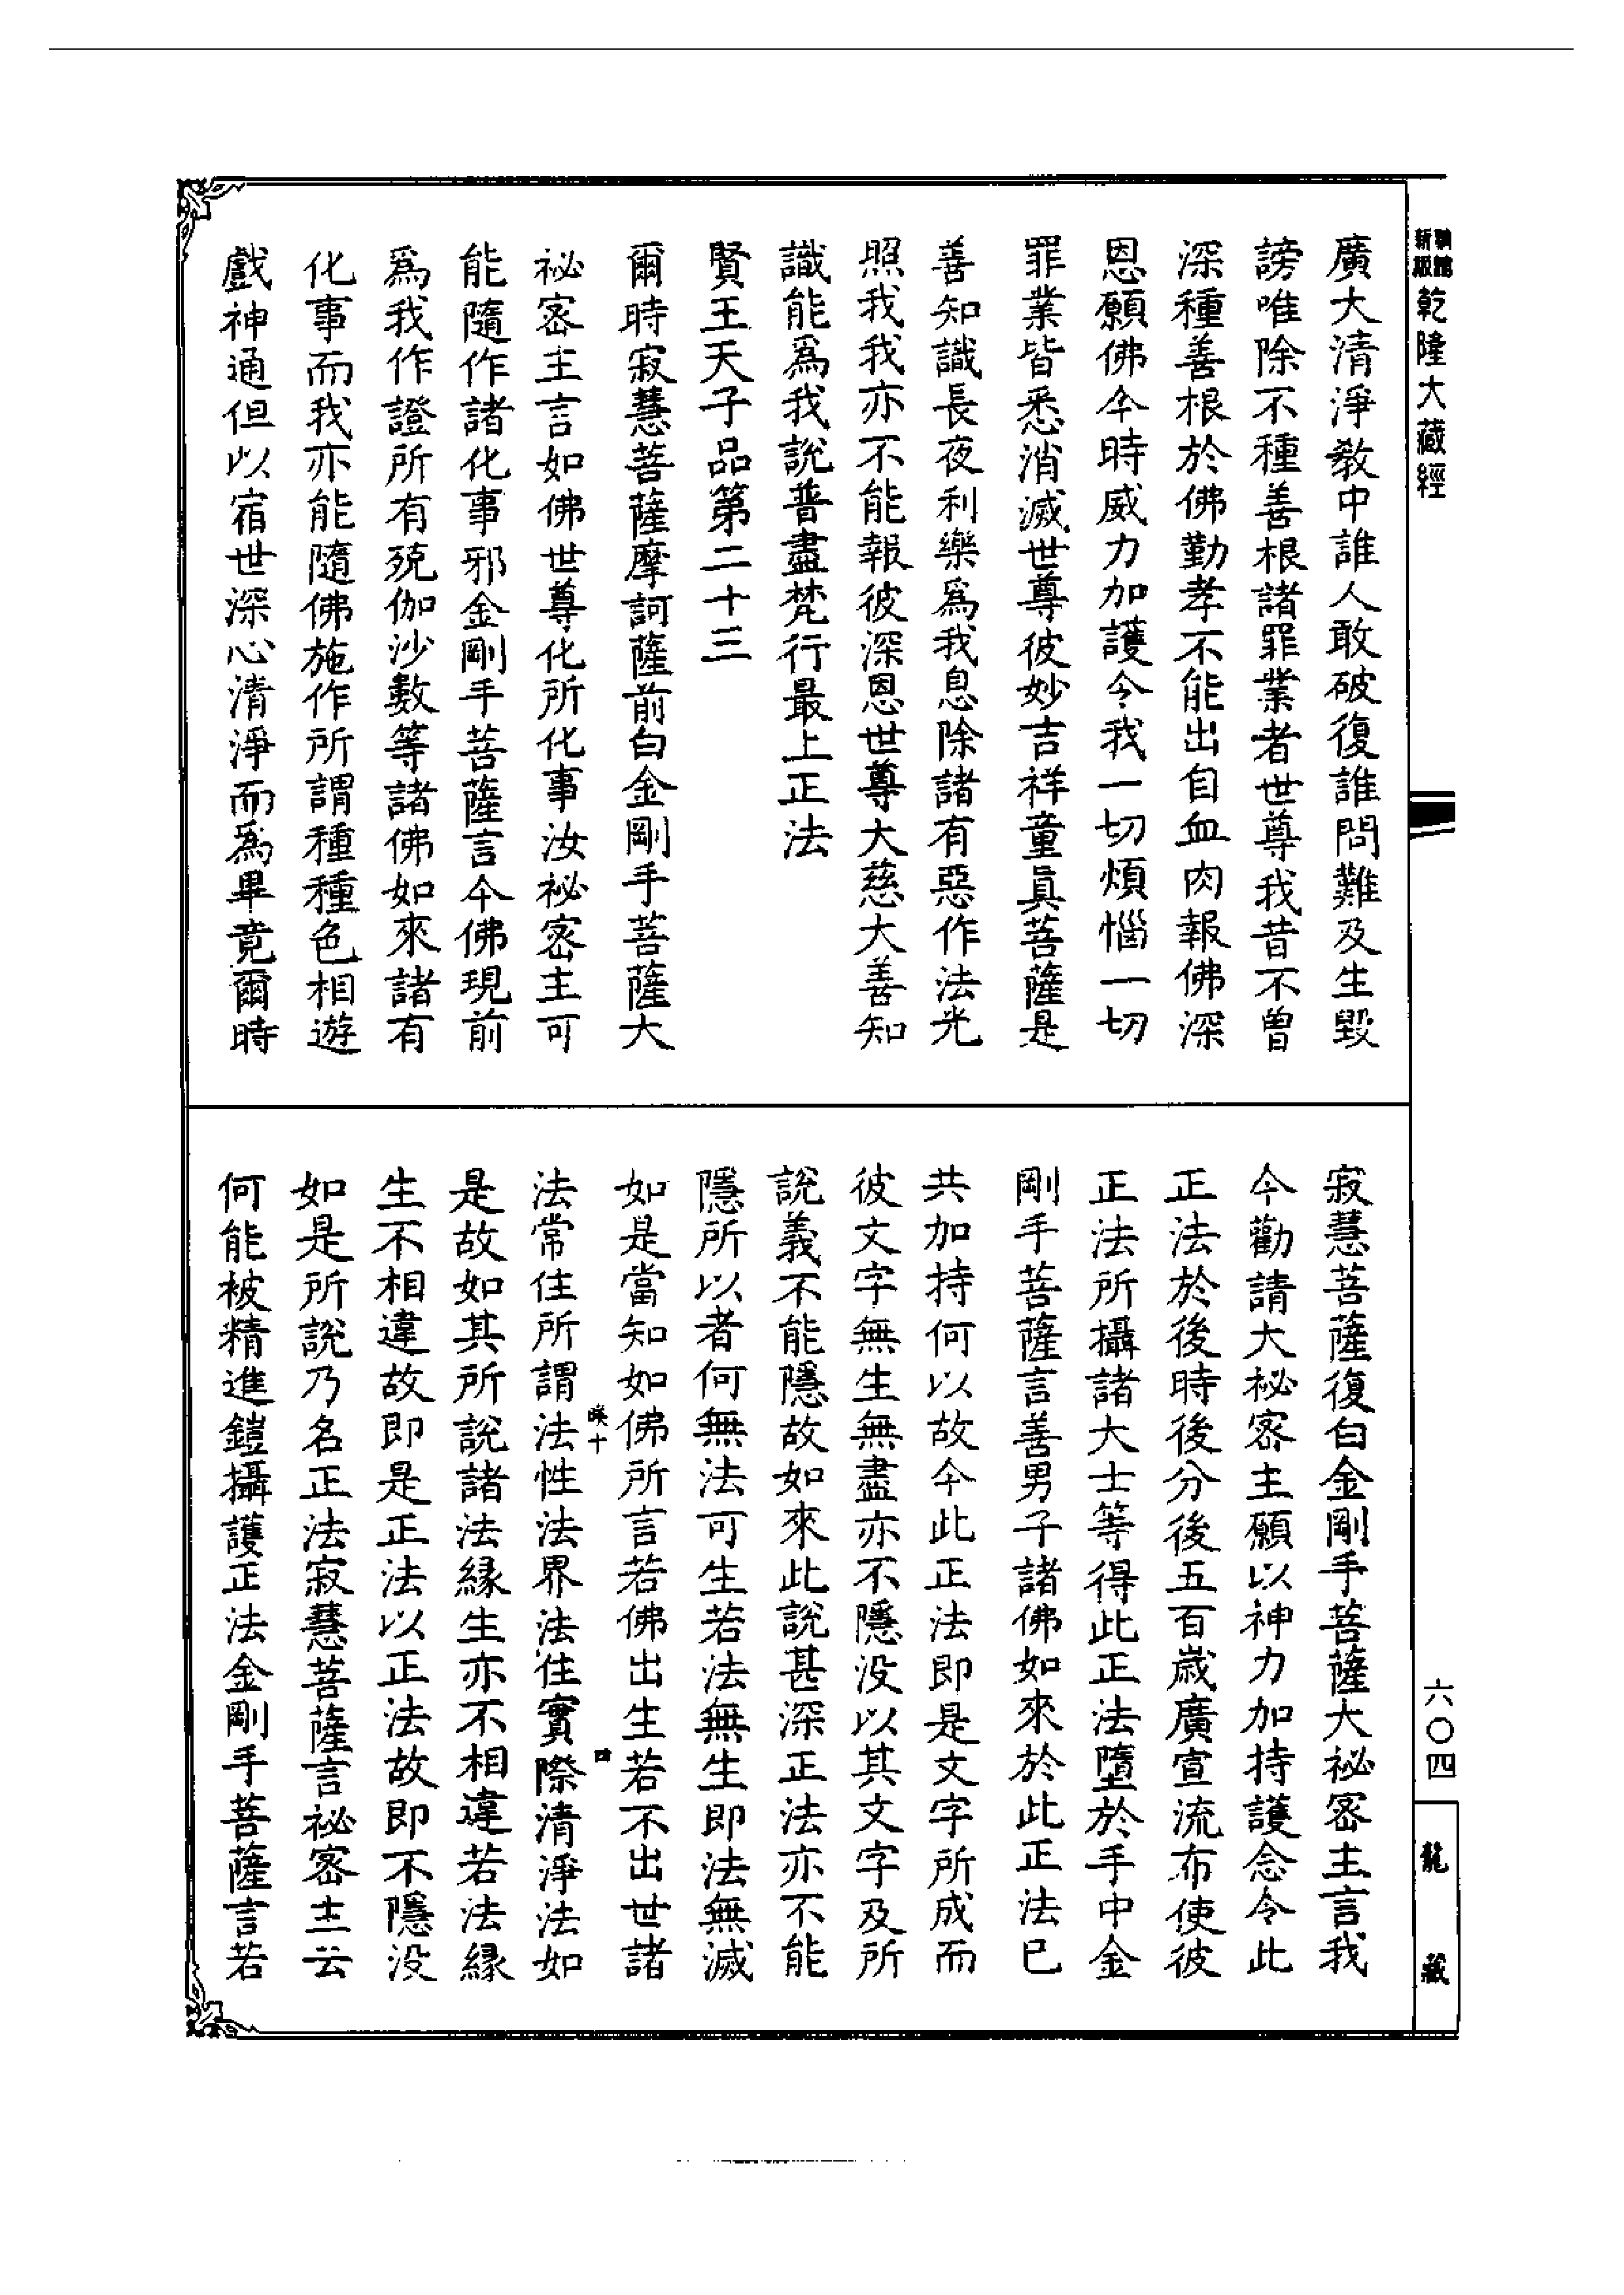 廣大清淨教中誰人敢破復誰問難及生毀
謗唯除不種善根諸罪業者世尊我昔不曾
深種善根於佛勤孝不能出自血肉報佛深
恩願佛今時威力加護令我一切煩惱一切
罪業皆悉消滅世尊彼妙吉祥童真菩薩是
善知識長夜利樂爲我息除諸有惡作法光
照我我亦不能報彼深恩世尊大慈大善知
識能爲我說普盡梵行最上正法
賢王天子品第二十三
爾時寂慧菩薩摩訶薩前白金剛手菩薩大
祕密主言如佛世尊化所化事汝祕密主可
能隨作諸化事邪金剛手菩薩言今佛現前
爲我作證所有殑伽沙數等諸佛如來諸有
化事而我亦能隨佛施作所謂種種色相遊
戲神通但以宿世深心清淨而爲畢竟爾時
寂慧菩薩復白金剛手菩薩大祕密主言我
今勸請大祕密主願以神力加持護念令此
正法於後時後分後五百歲廣宣流布使彼
正法所攝諸大士等得此正法墮於手中金
剛手菩薩言善男子諸佛如來於此正法已
共加持何以故今此正法即是文字所成而
彼文字無生無盡亦不隱沒以其文字及所
說義不能隱故如來此說甚深正法亦不能
隱所以者何無法可生若法無生即法無滅
如是當知如佛所言若佛出生若不出世諸
法常住所謂法性法界法住實際清淨法如
是故如其所說諸法緣生亦不相違若法緣
生不相違故即是正法以正法故即不隱沒
如是所說乃名正法寂慧菩薩言祕密主云
何能被精進鎧攝護正法金剛手菩薩言若
新版
乾隆大藏經
六〇四
龍藏
十
四